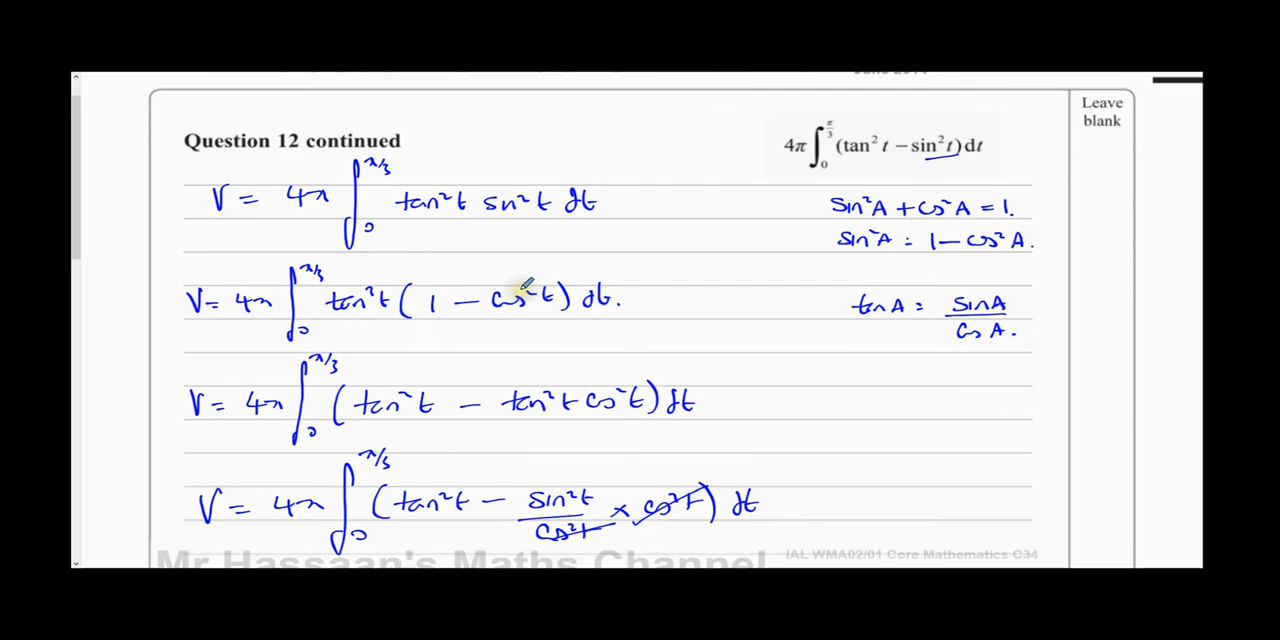 Leave
blank
Question 12 continued
4π ∫₀^(π/3) (tan² t − sin² t) dt
V = 4π ∫₀^(π/3) tan²t sin²t dt
sin²A + cos²A = 1.
sin²A = 1 − cos²A.
V = 4π ∫₀^(π/3) tan²t ( 1 − cos²t ) dt.
tan A = sin A / cos A.
V = 4π ∫₀^(π/3) ( tan²t − tan²t cos²t ) dt
V = 4π ∫₀^(π/3) ( tan²t − sin²t / cos²t × cos²t ) dt
Mr Hassaan's Maths Channel
IAL WMA02/01 Core Mathematics C34